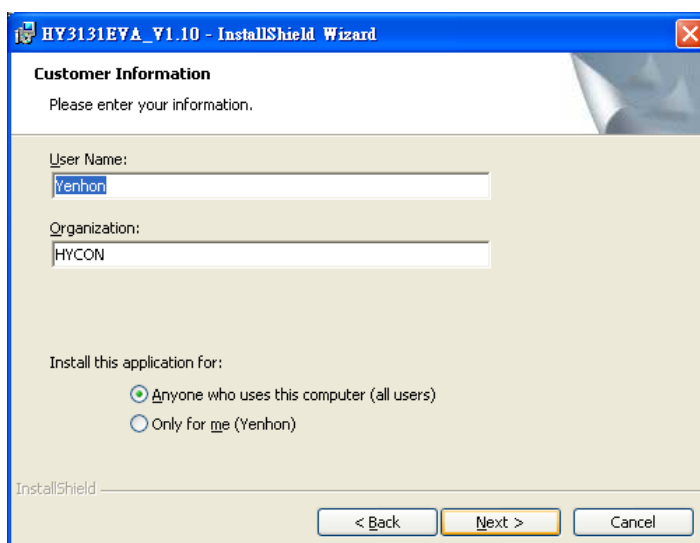 HY3131EVA_V1.10 - InstallShield Wizard
Customer Information
Please enter your information.
User Name:
Yenhon
Organization:
HYCON
Install this application for:
Anyone who uses this computer (all users)
Only for me (Yenhon)
InstallShield
< Back Next > Cancel